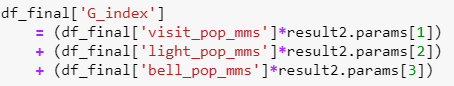 df_final['G_index']
= (df_final['visit_pop_mms']*result2.params[1])
+ (df_final['light_pop_mms']*result2.params[2])
+ (df_final['bell_pop_mms']*result2.params[3])